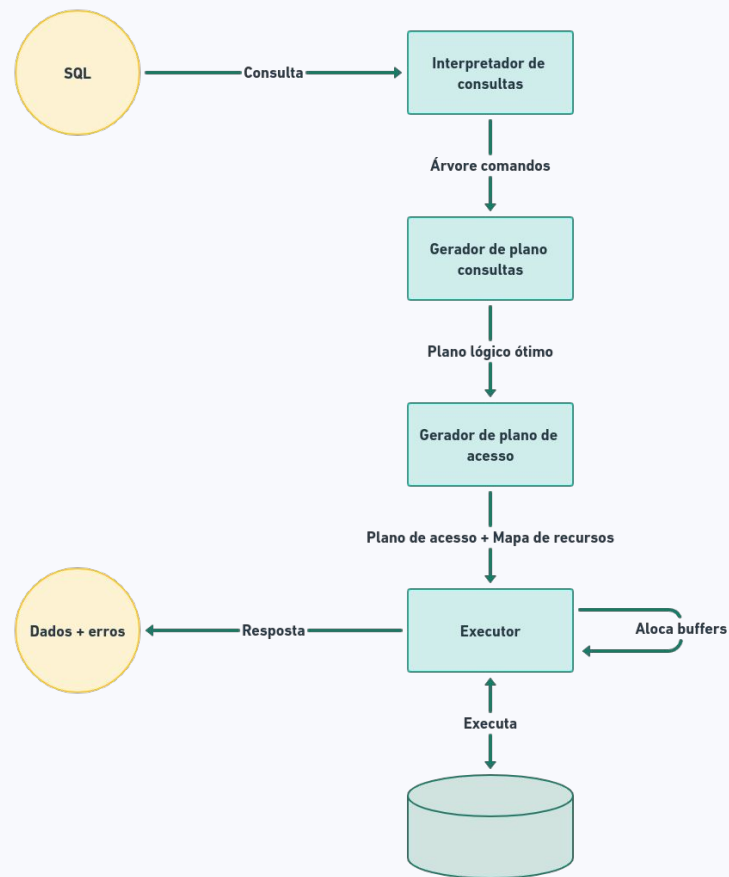 SQL
Consulta
Interpretador de
consultas
Árvore comandos
Gerador de plano
consultas
Plano lógico ótimo
Gerador de plano de
acesso
Plano de acesso + Mapa de recursos
Dados + erros
Resposta
Executor
Aloca buffers
Executa